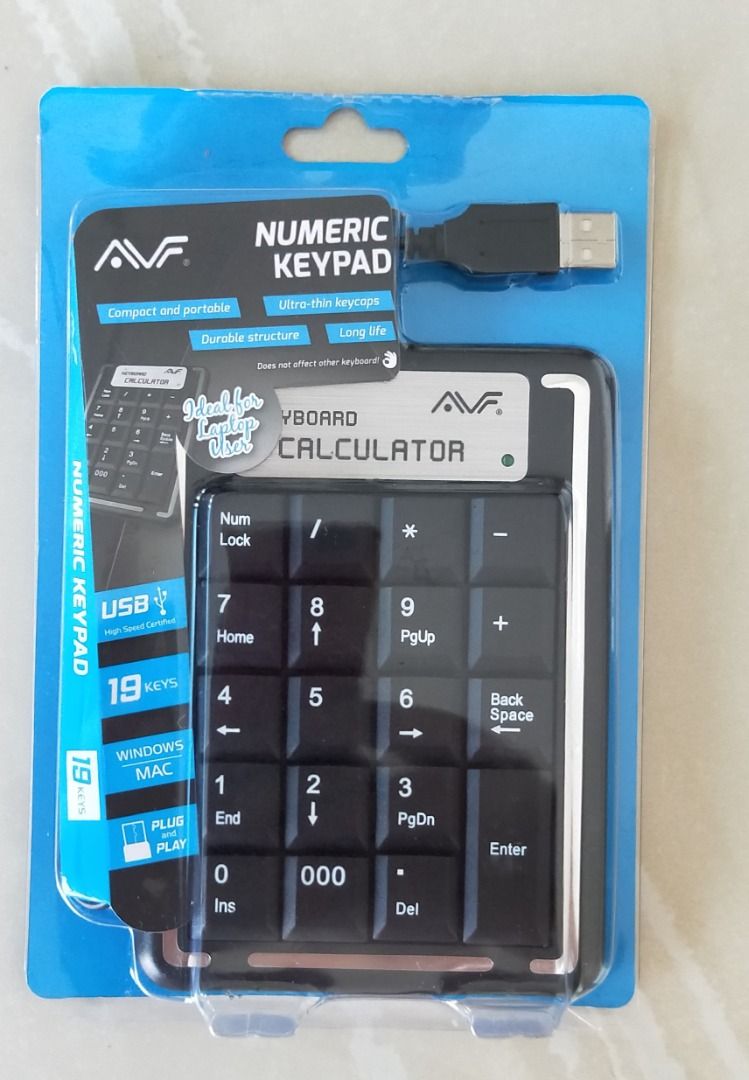 AVF®
NUMERIC
KEYPAD
Compact and portable
Ultra-thin keycaps
Durable structure
Long life
Does not affect other keyboard!
KEYBOARD
CALCULATOR
AVF
Ideal for
Laptop
User
YBOARD
CALCULATOR
AVF®
NUMERIC KEYPAD
19 KEYS
USB
High Speed Certified
19 KEYS
WINDOWS
MAC
PLUG
and
PLAY
Num
Lock
/
*
-
7
Home
8
↑
9
PgUp
+
4
←
5
6
→
Back
Space
←
1
End
2
↓
3
PgDn
Enter
0
Ins
000
.
Del